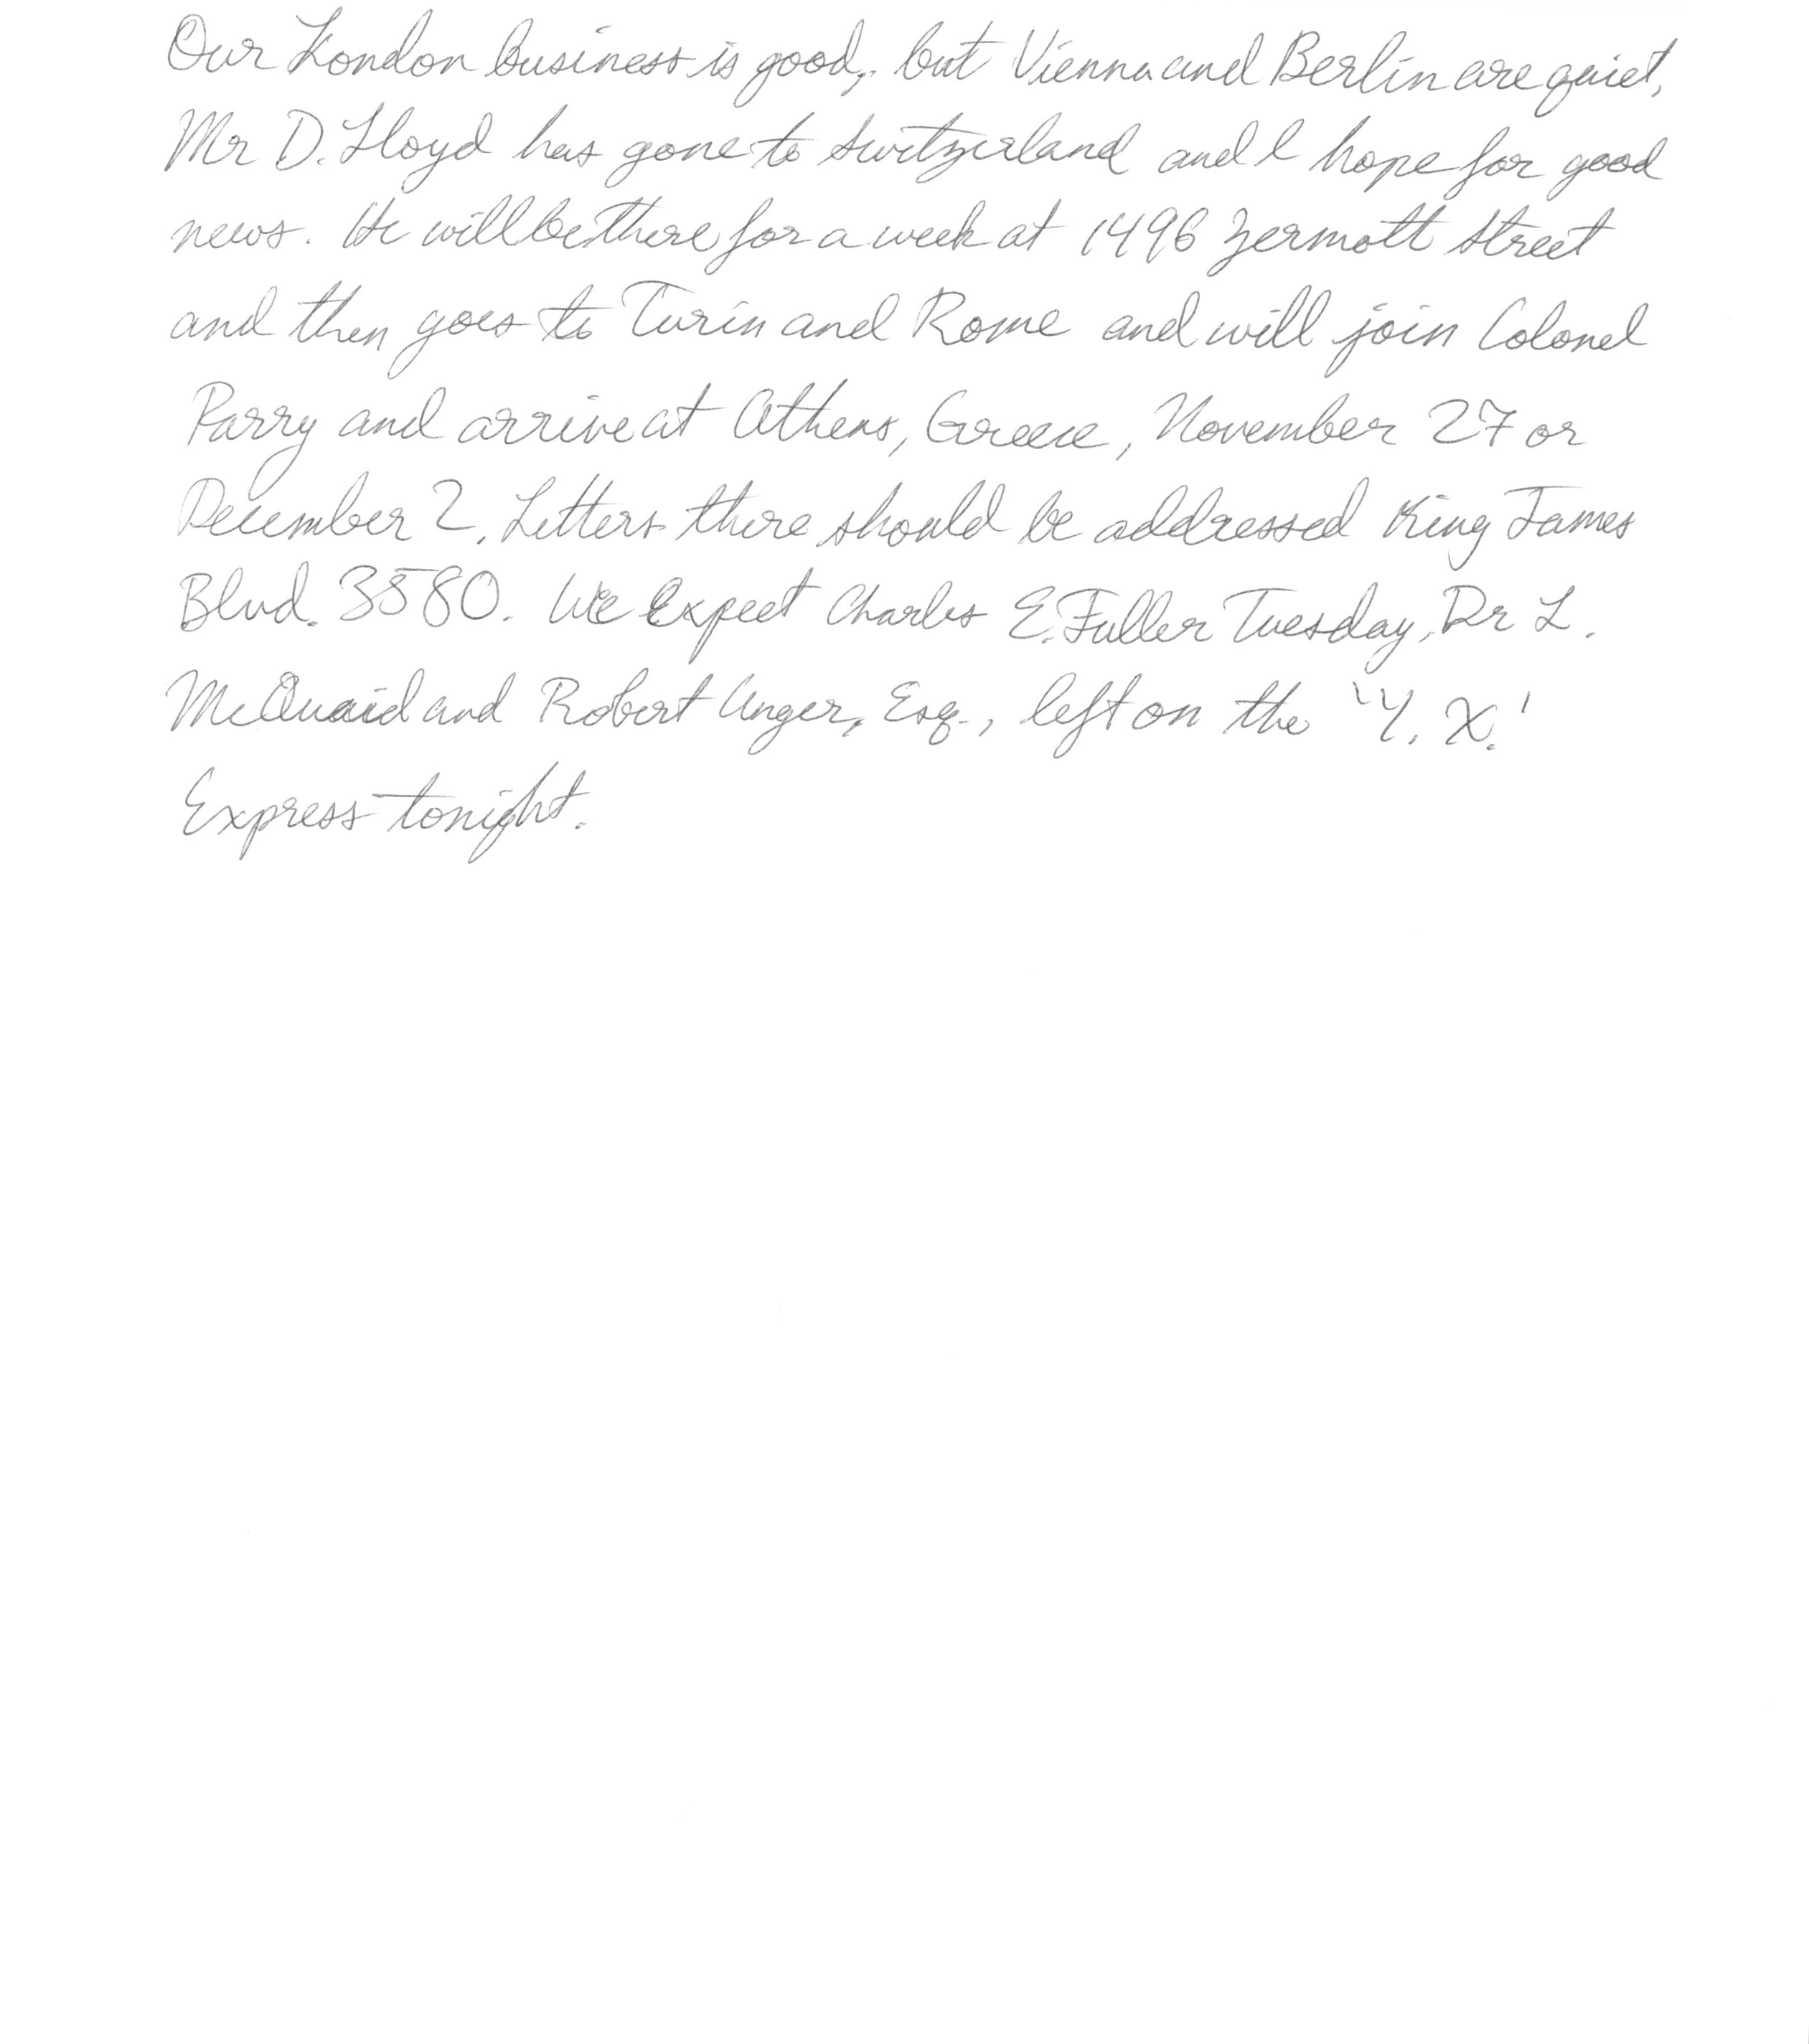 Our London business is good, but Vienna and Berlin are quiet,
Mr D. Lloyd has gone to Switzerland and I hope for good
news. He will be there for a week at 1496 Zermott Street
and then goes to Turin and Rome and will join Colonel
Parry and arrive at Athens, Greece, November 27 or
December 2. Letters there should be addressed King James
Blvd. 3580. We Expect Charles E. Fuller Tuesday, Dr L.
McQuaid and Robert Unger, Esq., left on the 'Y. X.'
Express tonight.